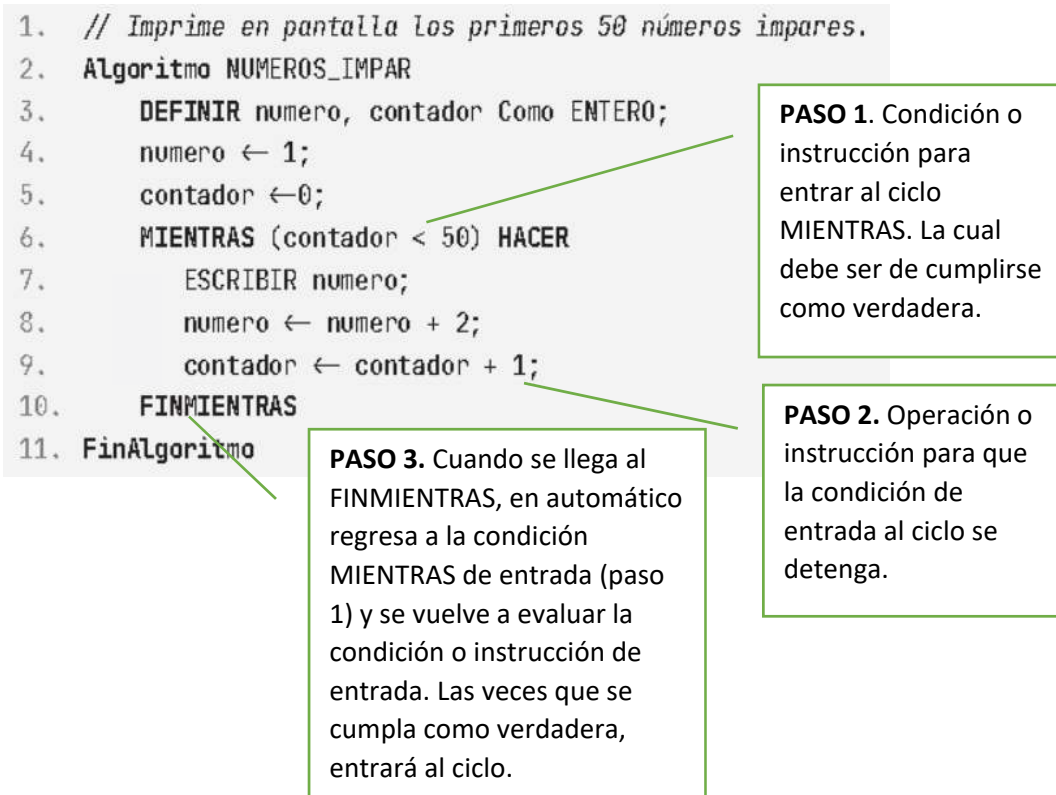 1. // Imprime en pantalla los primeros 50 números impares.
2. Algoritmo NUMEROS_IMPAR
3. DEFINIR numero, contador Como ENTERO;
4. numero ← 1;
5. contador ←0;
6. MIENTRAS (contador < 50) HACER
7. ESCRIBIR numero;
8. numero ← numero + 2;
9. contador ← contador + 1;
10. FINMIENTRAS
11. FinAlgoritmo
PASO 1. Condición o
instrucción para
entrar al ciclo
MIENTRAS. La cual
debe ser de cumplirse
como verdadera.
PASO 2. Operación o
instrucción para que
la condición de
entrada al ciclo se
detenga.
PASO 3. Cuando se llega al
FINMIENTRAS, en automático
regresa a la condición
MIENTRAS de entrada (paso
1) y se vuelve a evaluar la
condición o instrucción de
entrada. Las veces que se
cumpla como verdadera,
entrará al ciclo.